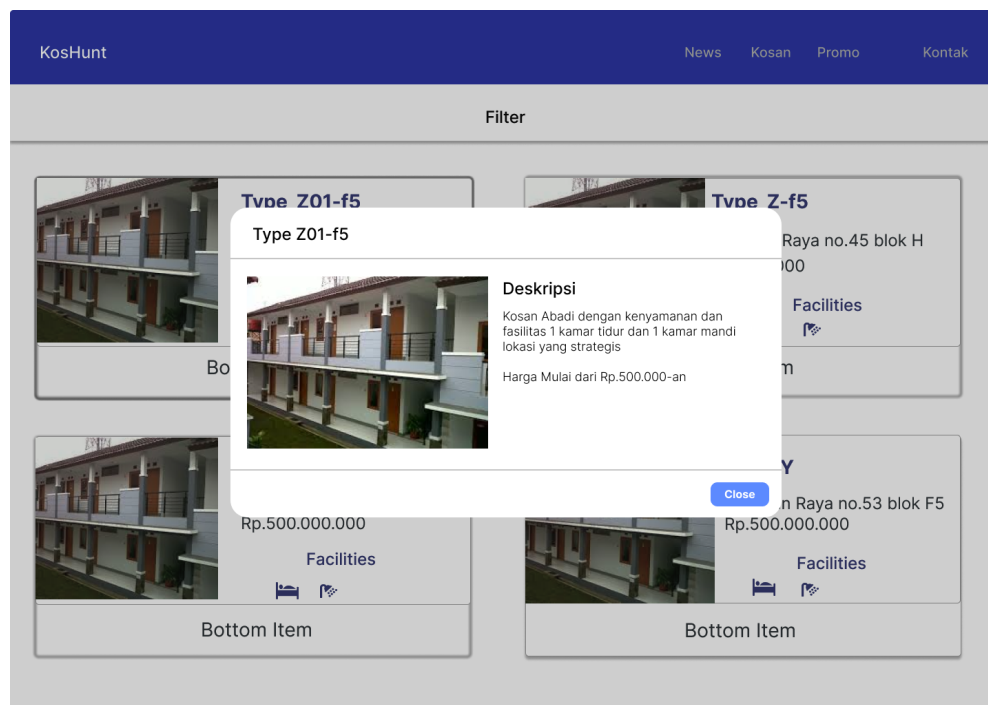 KosHunt
News Kosan Promo Kontak
Filter
Type Z01-f5
Type Z-f5
Raya no.45 blok H
Facilities
Type Z01-f5
Deskripsi
Kosan Abadi dengan kenyamanan dan
fasilitas 1 kamar tidur dan 1 kamar mandi
lokasi yang strategis
Harga Mulai dari Rp.500.000-an
Close
Y
Raya no.53 blok F5
Rp.500.000.000
Rp.500.000.000
Facilities
Facilities
Bottom Item
Bottom Item